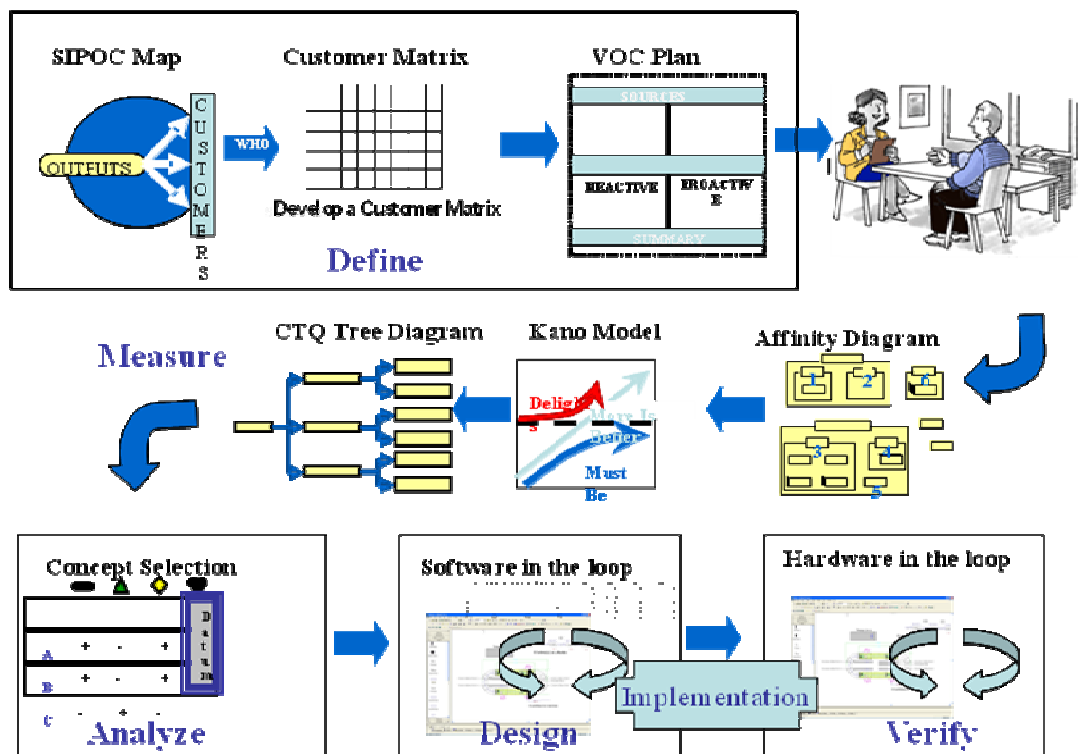 SIPOC Map
Customer Matrix
VOC Plan
OUTPUTS
CUSTOMERS
WHO
Develop a Customer Matrix
SOURCES
REACTIVE
PROACTIV
E
SUMMARY
Define
Measure
CTQ Tree Diagram
Kano Model
Affinity Diagram
Delight
s
More Is
Better
Must
Be
1
2
6
3
4
5
Concept Selection
Datum
A + - +
B + - +
C - + -
Analyze
Software in the loop
Design
Implementation
Hardware in the loop
Verify